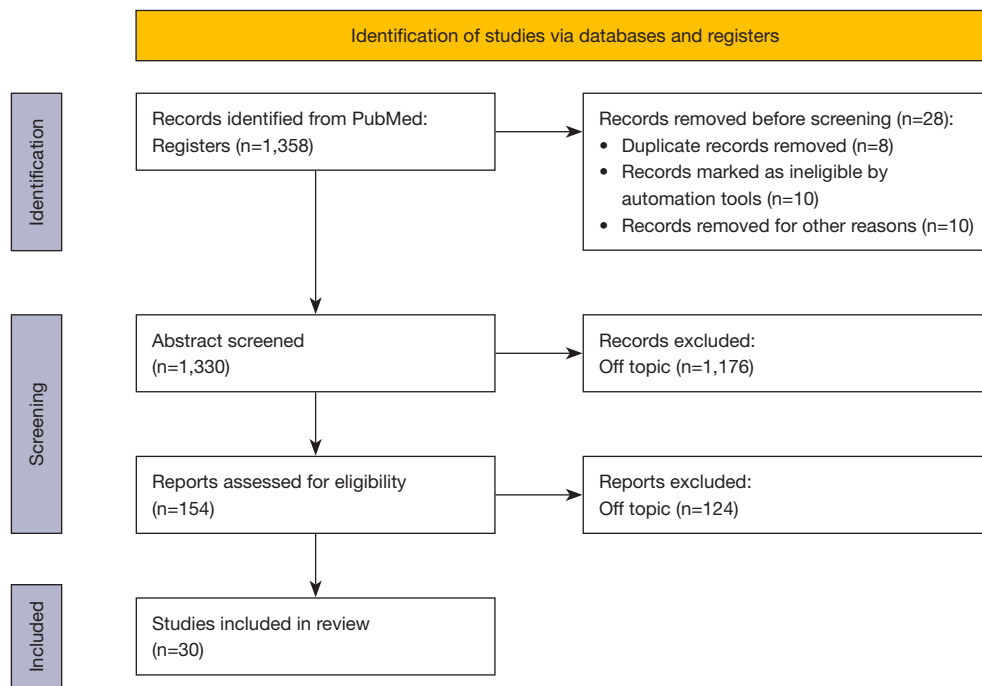 Identification of studies via databases and registers
Identification
Records identified from PubMed:
Registers (n=1,358)
Records removed before screening (n=28):
• Duplicate records removed (n=8)
• Records marked as ineligible by
automation tools (n=10)
• Records removed for other reasons (n=10)
Screening
Abstract screened
(n=1,330)
Records excluded:
Off topic (n=1,176)
Reports assessed for eligibility
(n=154)
Reports excluded:
Off topic (n=124)
Included
Studies included in review
(n=30)